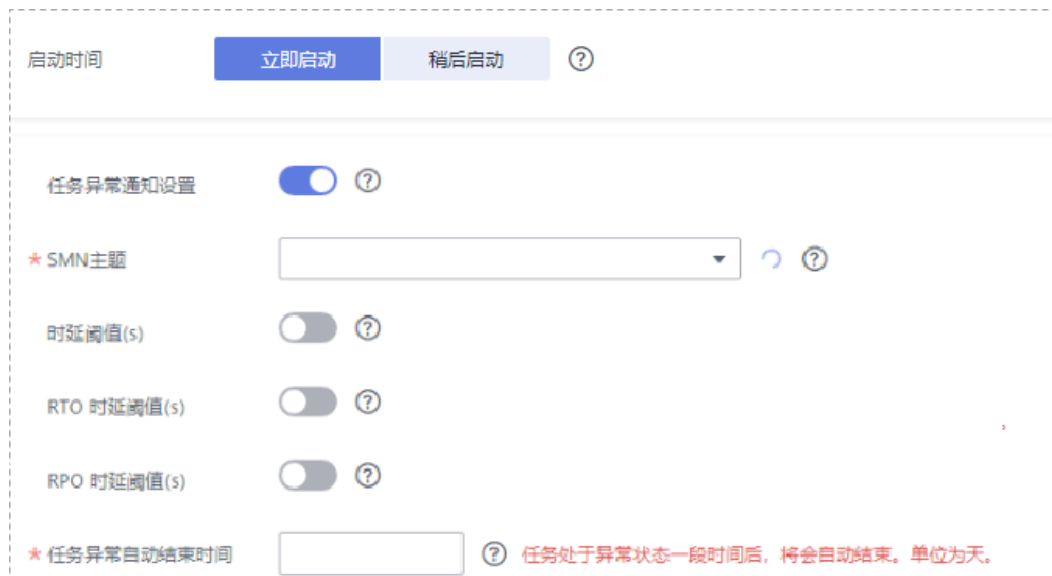 启动时间 立即启动 稍后启动 ?
任务异常通知设置 ?
* SMN主题 ?
时延阈值(s) ?
RTO 时延阈值(s) ?
RPO 时延阈值(s) ?
* 任务异常自动结束时间 ? 任务处于异常状态一段时间后，将会自动结束。单位为天。